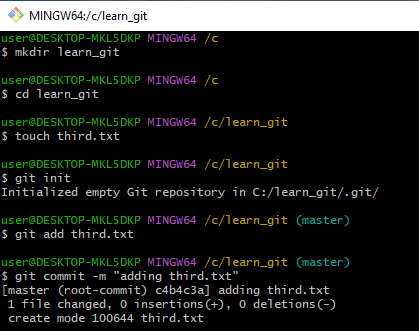 MINGW64:/c/learn_git
user@DESKTOP-MKL5DKP MINGW64 /c
$ mkdir learn_git
user@DESKTOP-MKL5DKP MINGW64 /c
$ cd learn_git
user@DESKTOP-MKL5DKP MINGW64 /c/learn_git
$ touch third.txt
user@DESKTOP-MKL5DKP MINGW64 /c/learn_git
$ git init
Initialized empty Git repository in C:/learn_git/.git/
user@DESKTOP-MKL5DKP MINGW64 /c/learn_git (master)
$ git add third.txt
user@DESKTOP-MKL5DKP MINGW64 /c/learn_git (master)
$ git commit -m "adding third.txt"
[master (root-commit) c4b4c3a] adding third.txt
1 file changed, 0 insertions(+), 0 deletions(-)
create mode 100644 third.txt